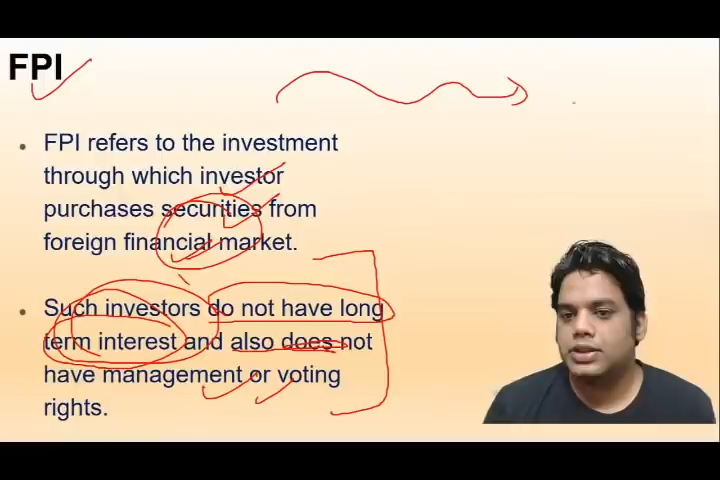 FPI
• FPI refers to the investment
through which investor
purchases securities from
foreign financial market.
• Such investors do not have long
term interest and also does not
have management or voting
rights.